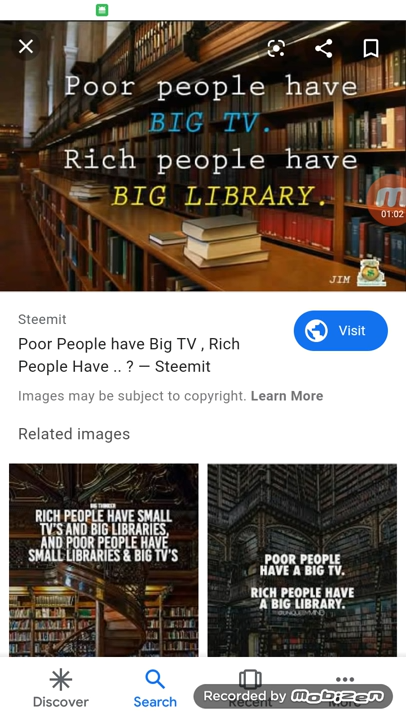 Poor people have
BIG TV.
Rich people have
BIG LIBRARY.
01:02
JIM
Steemit
Visit
Poor People have Big TV , Rich
People Have .. ? — Steemit
Images may be subject to copyright. Learn More
Related images
BIG THINKER
RICH PEOPLE HAVE SMALL
TV'S AND BIG LIBRARIES,
AND POOR PEOPLE HAVE
SMALL LIBRARIES & BIG TV'S
POOR PEOPLE
HAVE A BIG TV.
RICH PEOPLE HAVE
A BIG LIBRARY.
Discover
Search
Recorded by mobizen